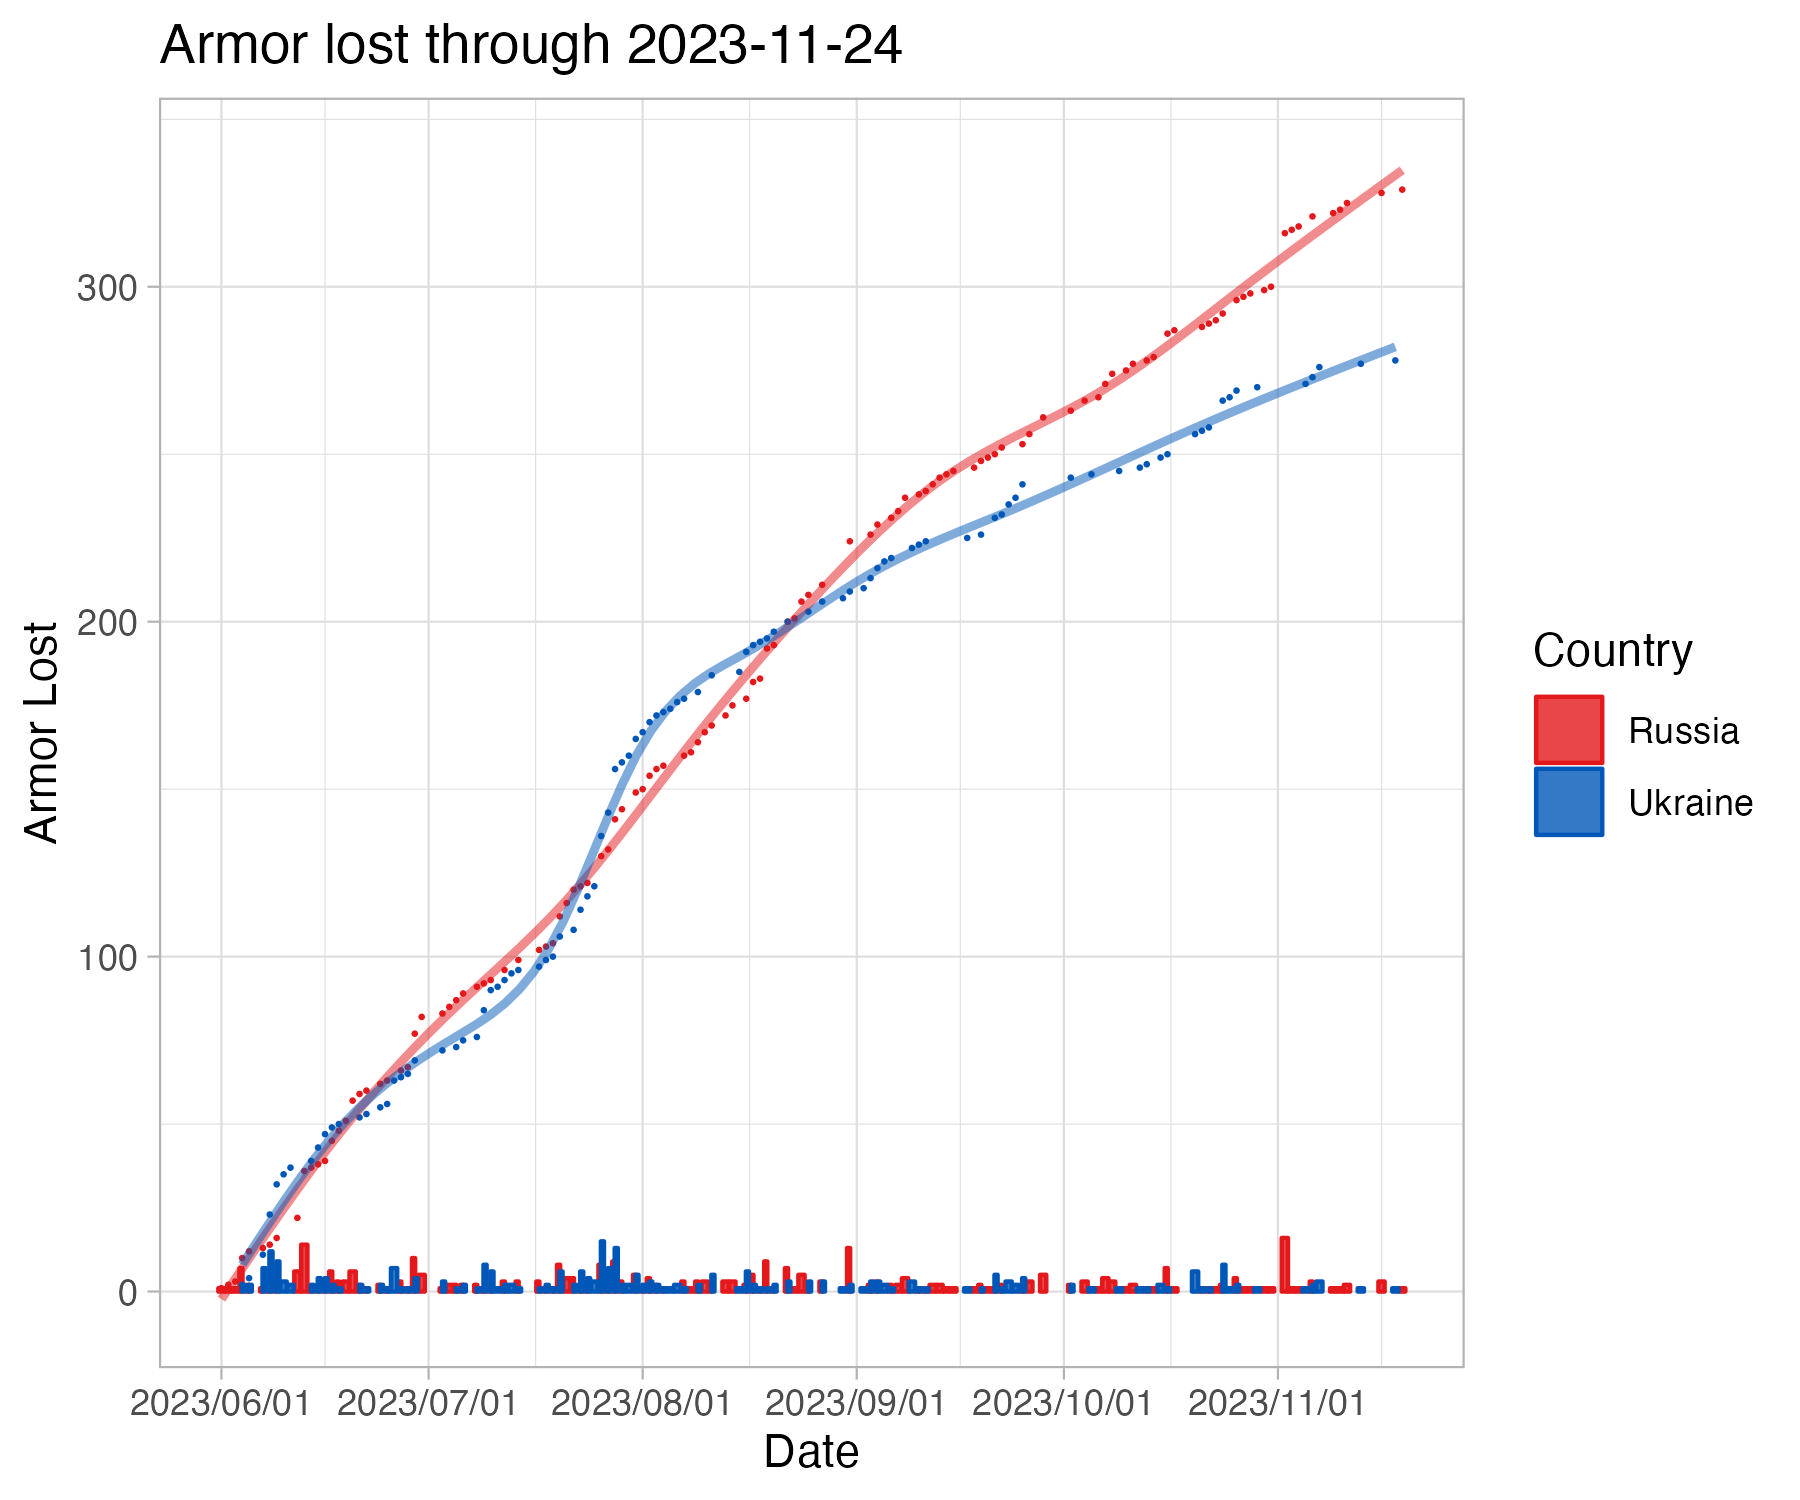 Armor lost through 2023-11-24
Armor Lost
300
200
100
0
2023/06/01
2023/07/01
2023/08/01
2023/09/01
2023/10/01
2023/11/01
Date
Country
Russia
Ukraine